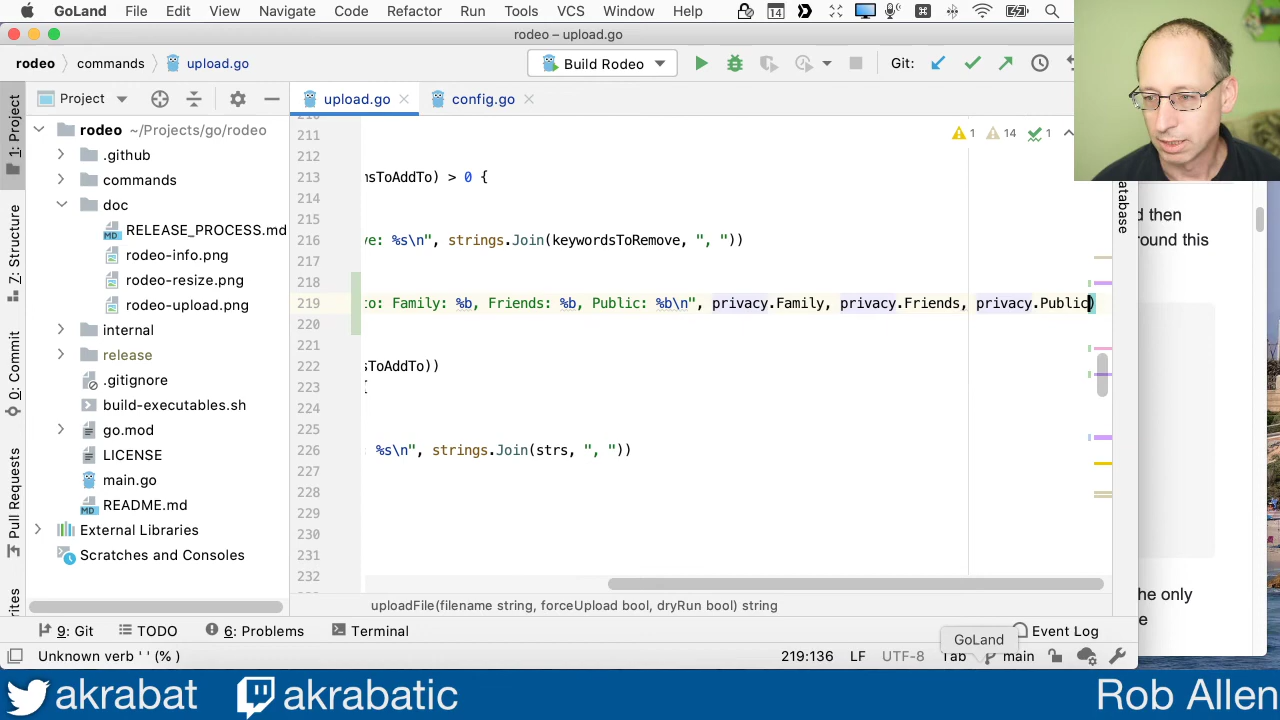 GoLand File Edit View Navigate Code Refactor Run Tools VCS Window Help 14
rodeo – upload.go
rodeo commands upload.go Build Rodeo Git:
1: Project
Project
upload.go
config.go
rodeo ~/Projects/go/rodeo
.github
commands
doc
RELEASE_PROCESS.md
rodeo-info.png
rodeo-resize.png
rodeo-upload.png
internal
release
.gitignore
build-executables.sh
go.mod
LICENSE
main.go
README.md
External Libraries
Scratches and Consoles
Z: Structure
0: Commit
Pull Requests
rites
1 14 1
211
212
213 nsToAddTo) > 0 {
214
215
216 ve: %s\n", strings.Join(keywordsToRemove, ", "))
217
218
219 to: Family: %b, Friends: %b, Public: %b\n", privacy.Family, privacy.Friends, privacy.Public)
220
221
222 sToAddTo))
223 {
224
225
226 %s\n", strings.Join(strs, ", "))
227
228
229
230
231
232
uploadFile(filename string, forceUpload bool, dryRun bool) string
atabase
d then
round this
he only
e
9: Git TODO 6: Problems Terminal Event Log
GoLand
Unknown verb ' ' (% ) 219:136 LF UTF-8 Tab main
akrabat akrabatic Rob Allen